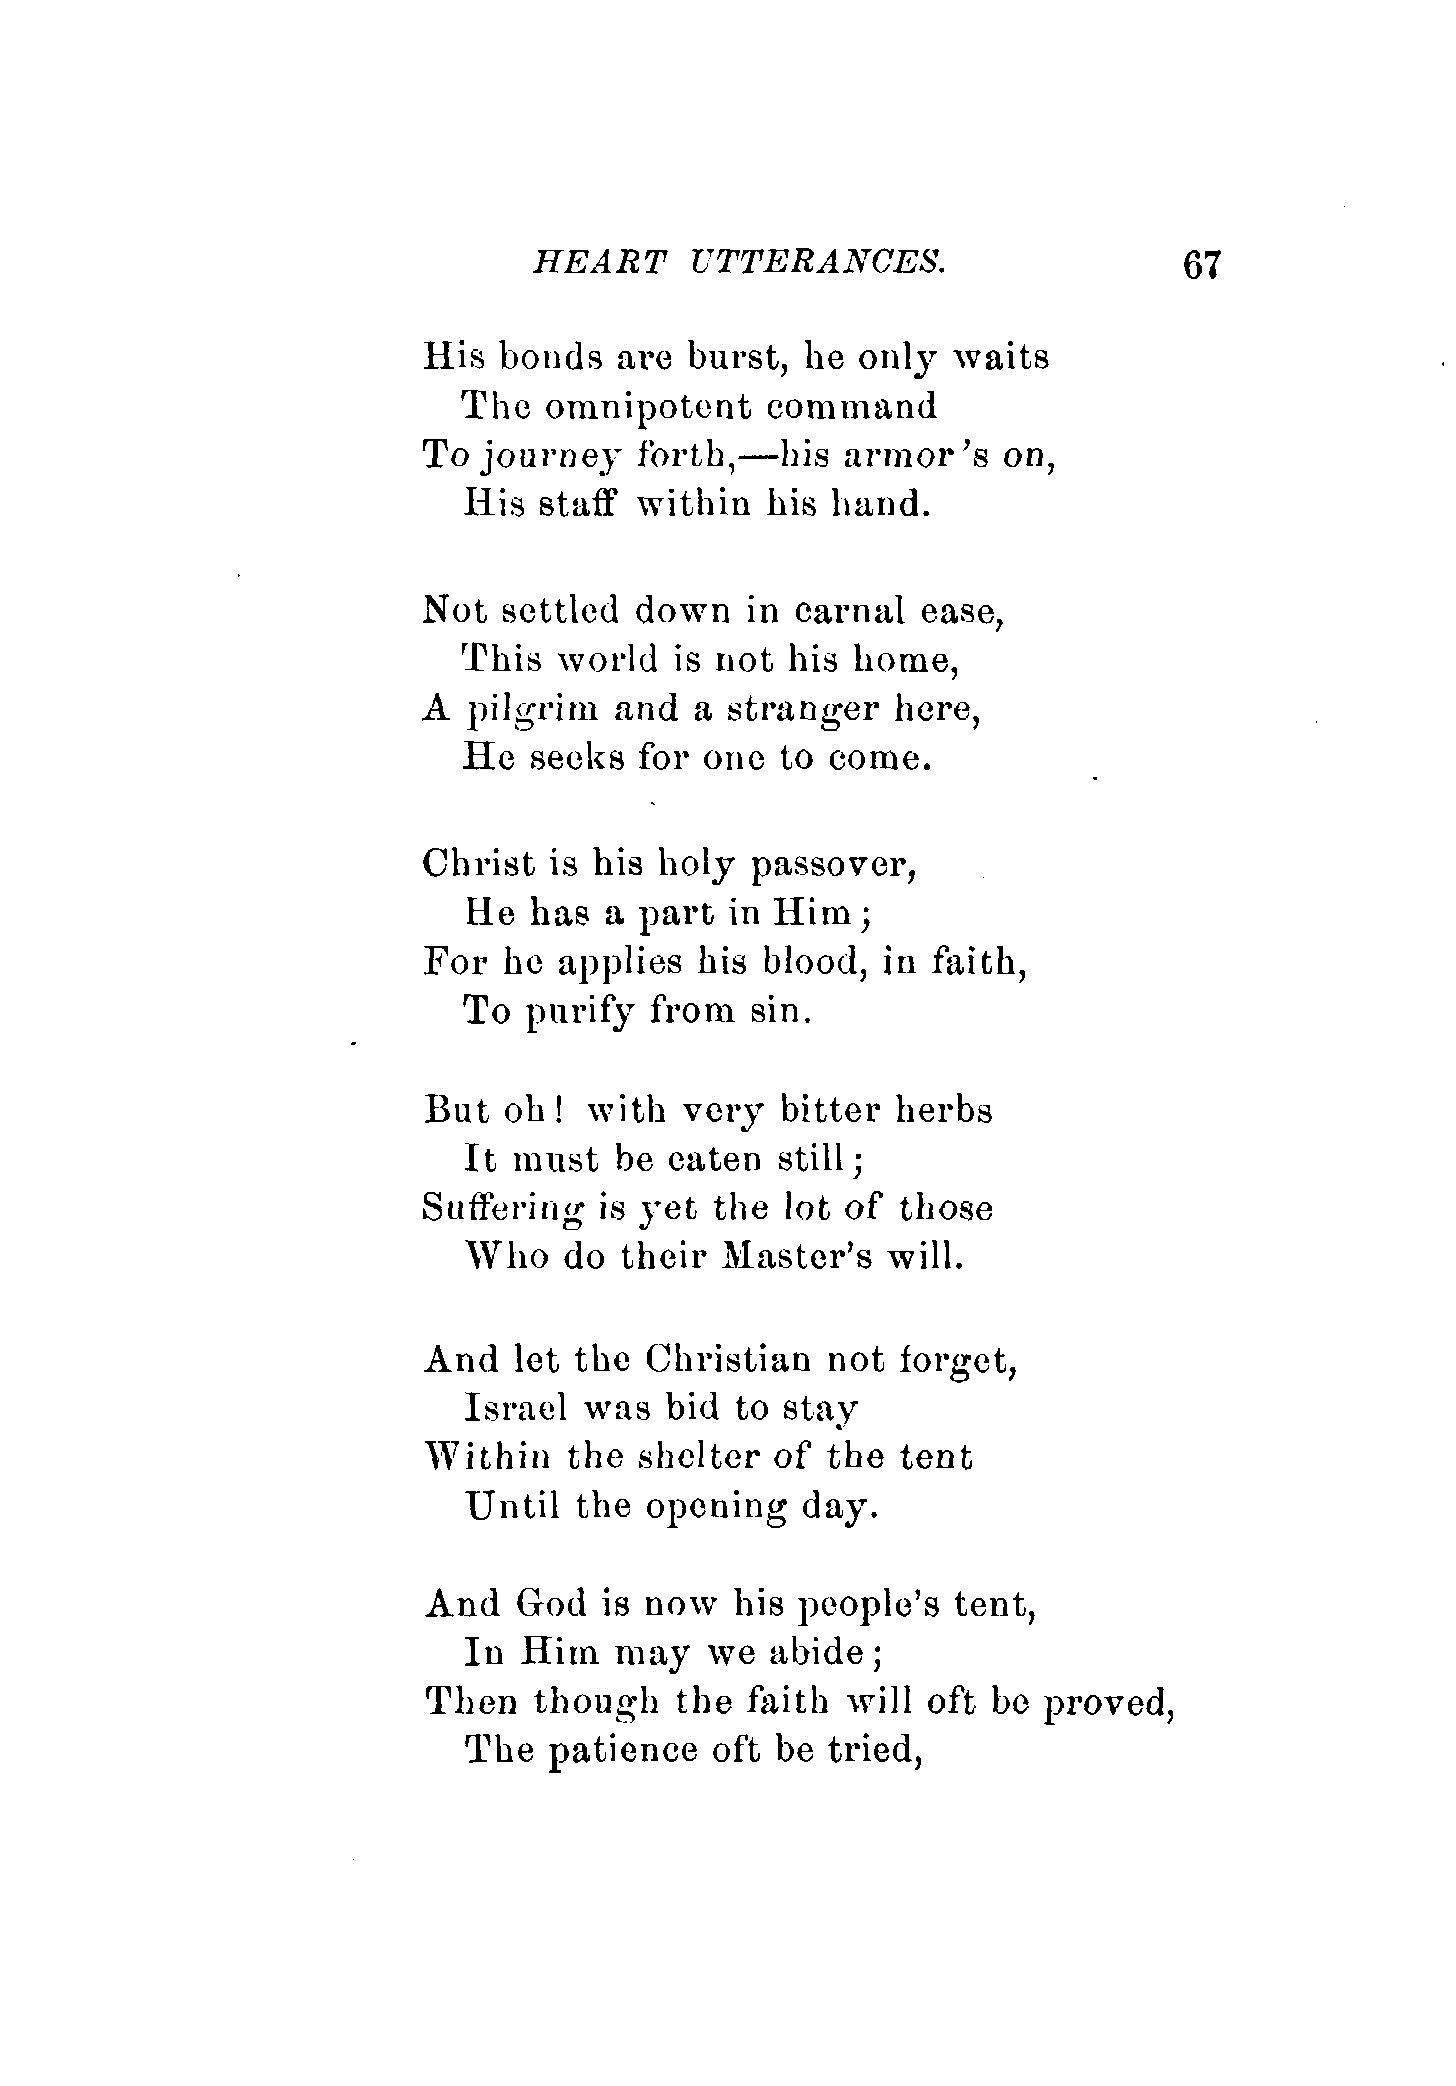 HEART UTTERANCES. 67
His bonds are burst, he only waits
The omnipotent command
To journey forth,—his armor's on,
His staff within his hand.
Not settled down in carnal ease,
This world is not his home,
A pilgrim and a stranger here,
He seeks for one to come.
Christ is his holy passover,
He has a part in Him;
For he applies his blood, in faith,
To purify from sin.
But oh! with very bitter herbs
It must be eaten still;
Suffering is yet the lot of those
Who do their Master's will.
And let the Christian not forget,
Israel was bid to stay
Within the shelter of the tent
Until the opening day.
And God is now his people's tent,
In Him may we abide;
Then though the faith will oft be proved,
The patience oft be tried,